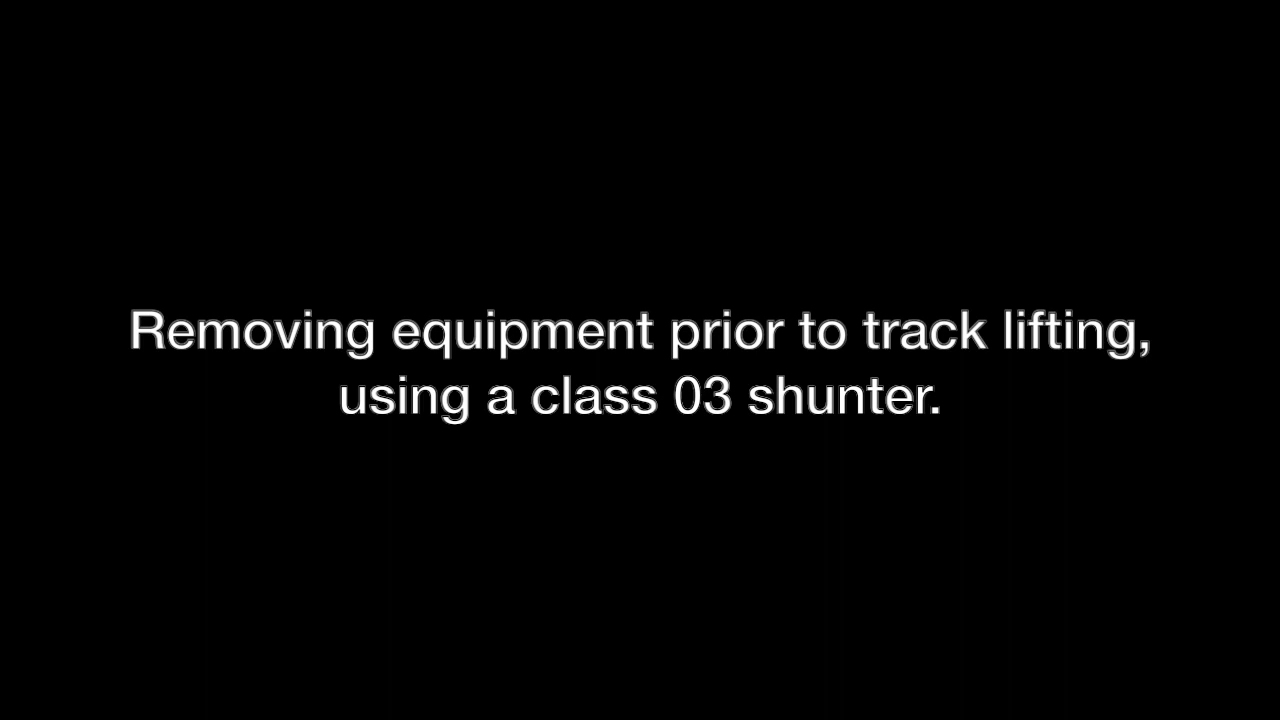 Removing equipment prior to track lifting,
using a class 03 shunter.